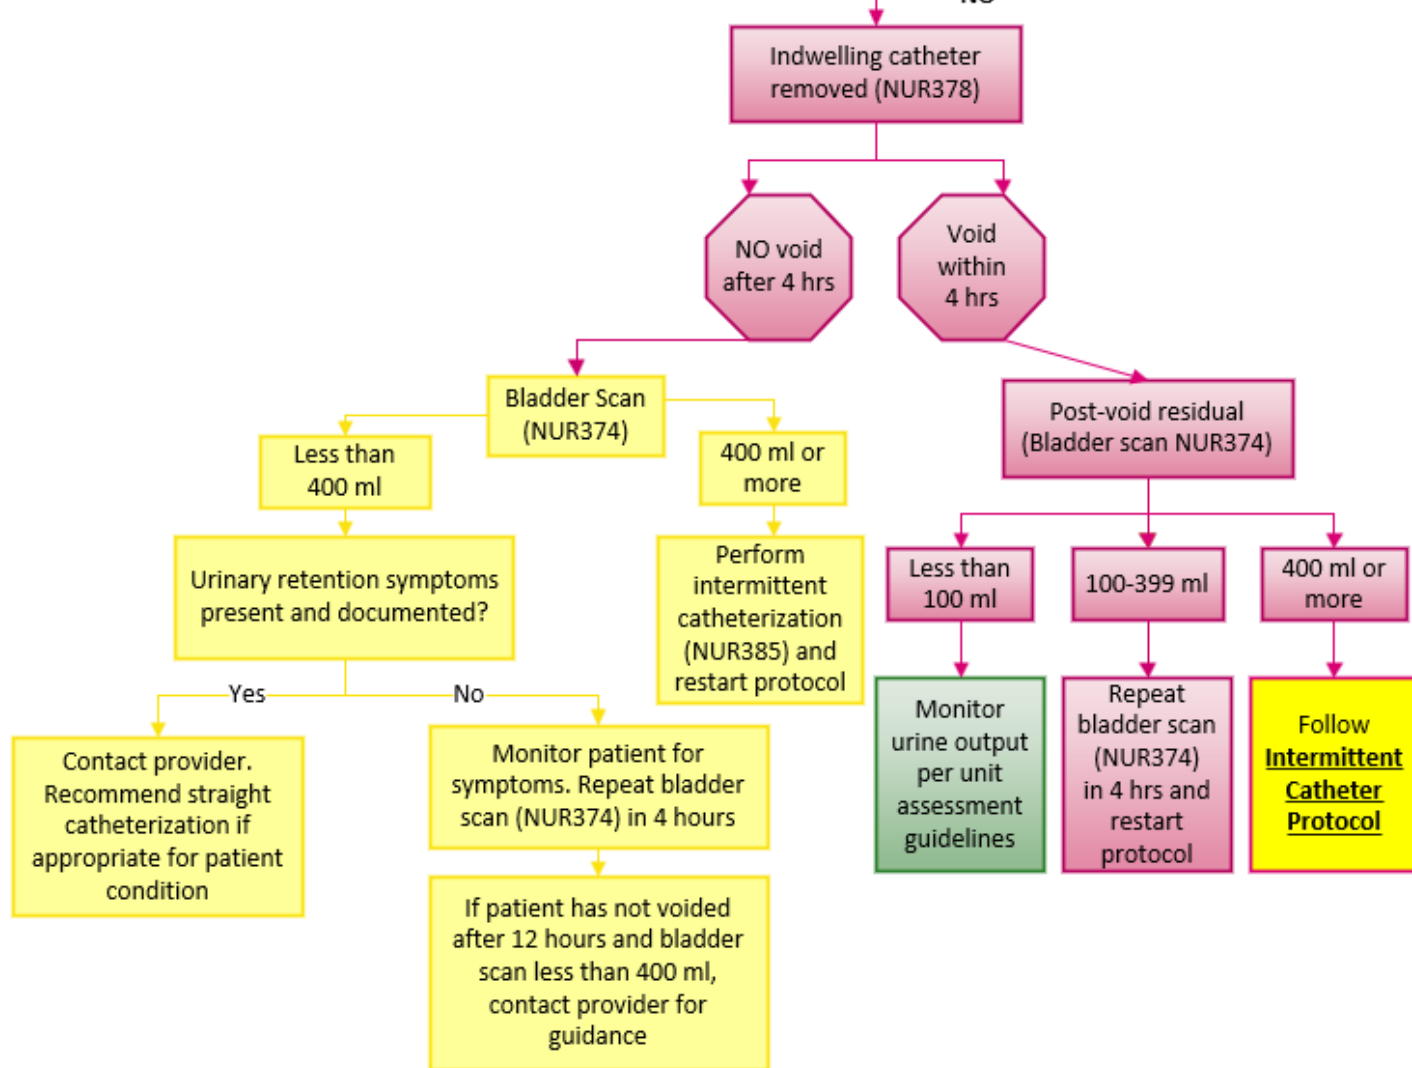 NO
Indwelling catheter
removed (NUR378)
NO void
after 4 hrs
Void
within
4 hrs
Bladder Scan
(NUR374)
Less than
400 ml
400 ml or
more
Urinary retention symptoms
present and documented?
Perform
intermittent
catheterization
(NUR385) and
restart protocol
Yes
No
Contact provider.
Recommend straight
catheterization if
appropriate for patient
condition
Monitor patient for
symptoms. Repeat bladder
scan (NUR374) in 4 hours
If patient has not voided
after 12 hours and bladder
scan less than 400 ml,
contact provider for
guidance
Post-void residual
(Bladder scan NUR374)
Less than
100 ml
100-399 ml
400 ml or
more
Monitor
urine output
per unit
assessment
guidelines
Repeat
bladder scan
(NUR374)
in 4 hrs and
restart
protocol
Follow
Intermittent
Catheter
Protocol